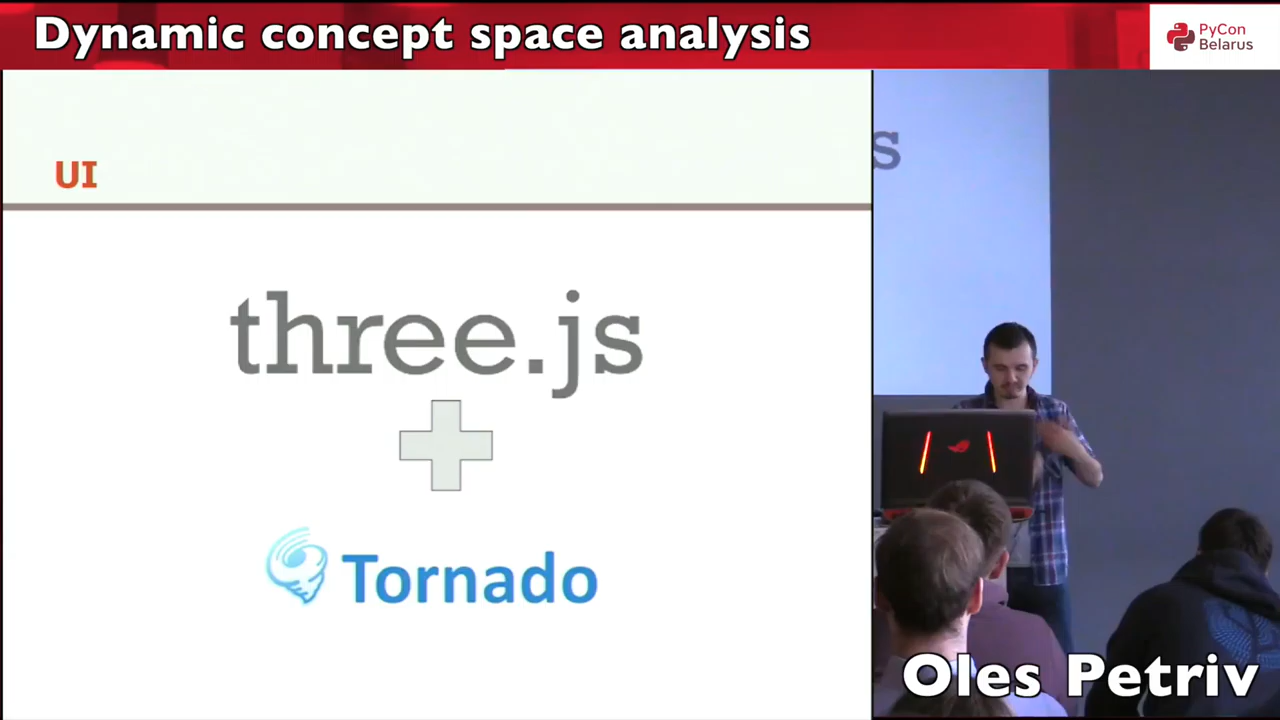 Dynamic concept space analysis
PyCon
Belarus
UI
three.js
Tornado
s
Oles Petriv